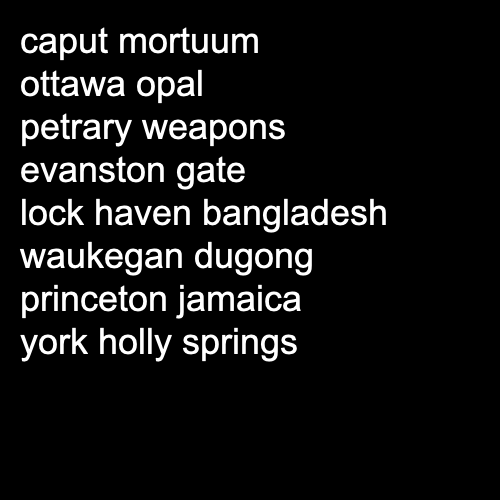 caput mortuum
ottawa opal
petrary weapons
evanston gate
lock haven bangladesh
waukegan dugong
princeton jamaica
york holly springs